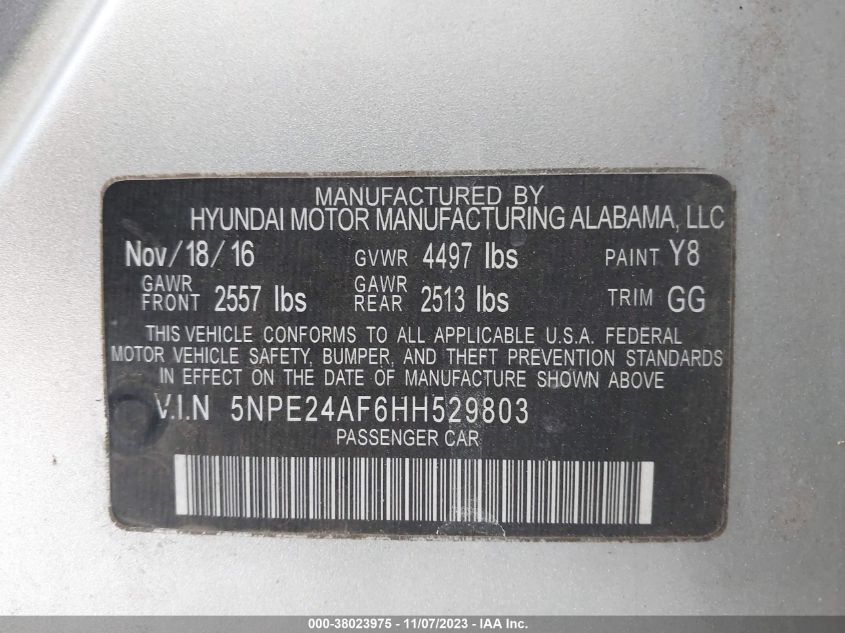 MANUFACTURED BY
HYUNDAI MOTOR MANUFACTURING ALABAMA, LLC
Nov/18/16 GVWR 4497 lbs PAINT Y8
GAWR FRONT 2557 lbs GAWR REAR 2513 lbs TRIM GG
THIS VEHICLE CONFORMS TO ALL APPLICABLE U.S.A. FEDERAL
MOTOR VEHICLE SAFETY, BUMPER, AND THEFT PREVENTION STANDARDS
IN EFFECT ON THE DATE OF MANUFACTURE SHOWN ABOVE
V.I.N 5NPE24AF6HH529803
PASSENGER CAR
000-38023975 - 11/07/2023 - Copyright 2023 IAA, Inc.